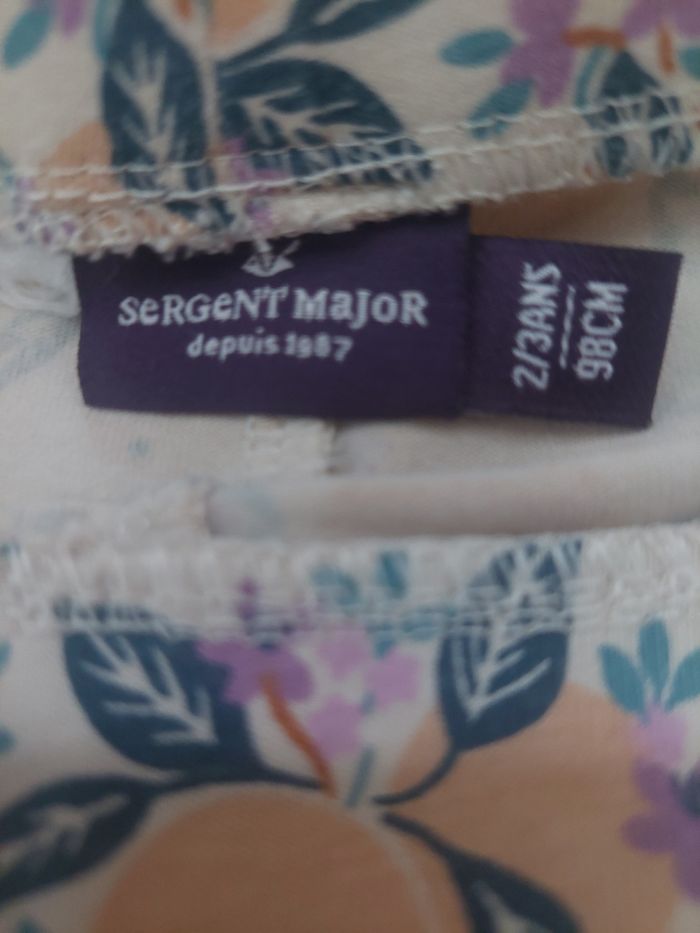 SERGENT MAJOR
depuis 1987
2/3ANS
98CM